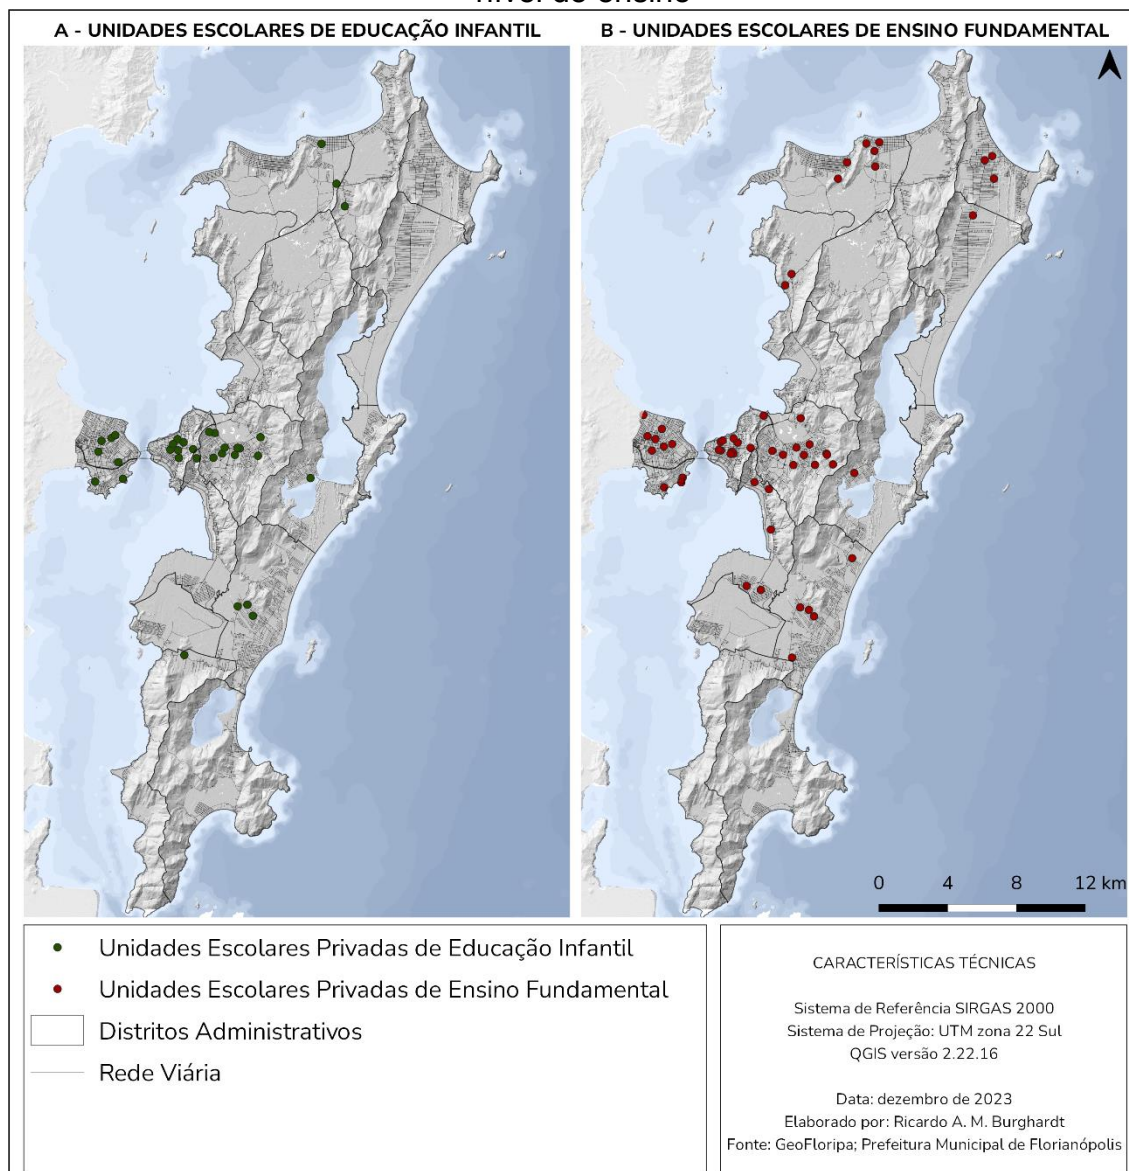 nível de ensino
A - UNIDADES ESCOLARES DE EDUCAÇÃO INFANTIL
B - UNIDADES ESCOLARES DE ENSINO FUNDAMENTAL
0 4 8 12 km
Unidades Escolares Privadas de Educação Infantil
Unidades Escolares Privadas de Ensino Fundamental
Distritos Administrativos
Rede Viária
CARACTERÍSTICAS TÉCNICAS
Sistema de Referência SIRGAS 2000
Sistema de Projeção: UTM zona 22 Sul
QGIS versão 2.22.16
Data: dezembro de 2023
Elaborado por: Ricardo A. M. Burghardt
Fonte: GeoFloripa; Prefeitura Municipal de Florianópolis